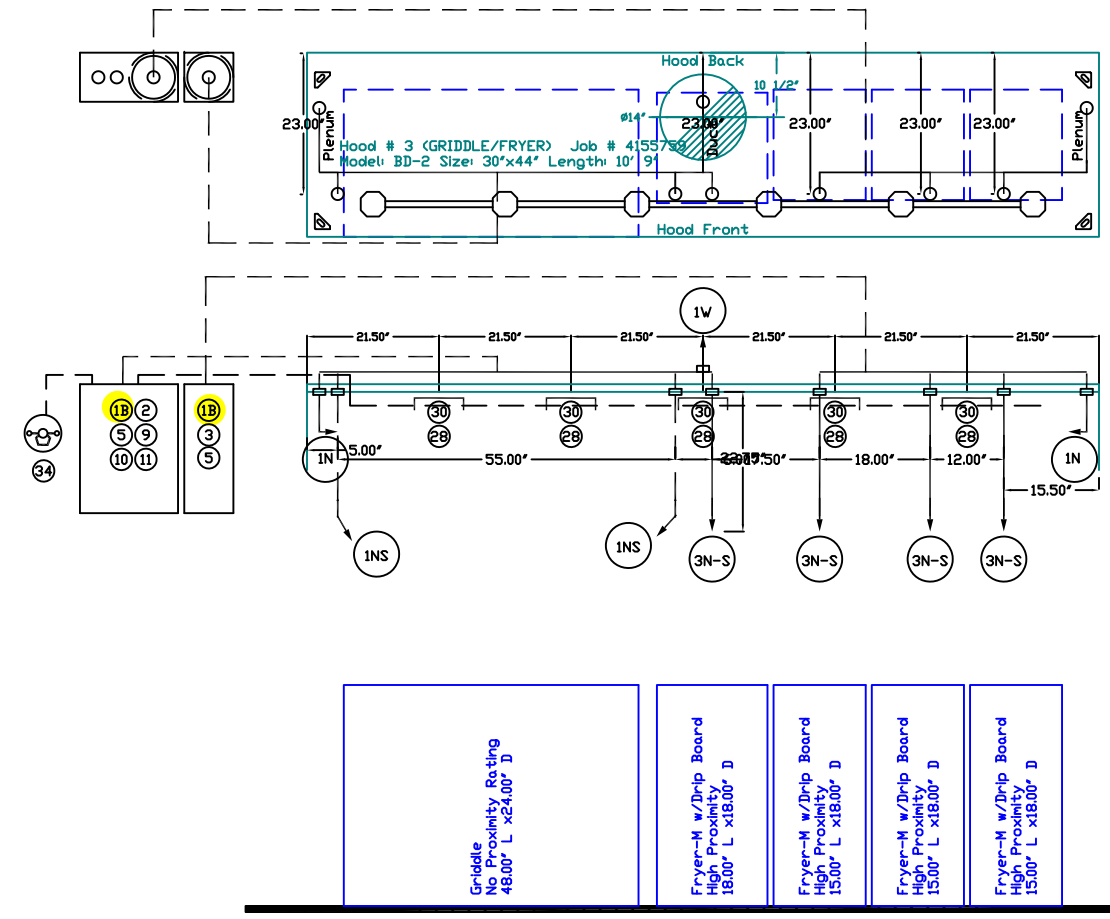 Hood Back
10 1/2"
ø14"
23.00"
23.00"
23.00"
23.00"
23.00"
Plenum
Duct
Plenum
Hood # 3 (GRIDDLE/FRYER) Job # 4155759
Model: BD-2 Size: 30"x44" Length: 10' 9"
Hood Front
1W
21.50"
21.50"
21.50"
21.50"
21.50"
21.50"
1B
2
1B
30
30
30
30
30
5
9
3
28
28
28
28
28
10
11
5
34
1N
5.00"
55.00"
18.00"
12.00"
1N
15.50"
1NS
1NS
3N-S
3N-S
3N-S
3N-S
Griddle
No Proximity Rating
48.00" L x24.00" D
Fryer-M w/Drip Board
High Proximity
18.00" L x18.00" D
Fryer-M w/Drip Board
High Proximity
15.00" L x18.00" D
Fryer-M w/Drip Board
High Proximity
15.00" L x18.00" D
Fryer-M w/Drip Board
High Proximity
15.00" L x18.00" D